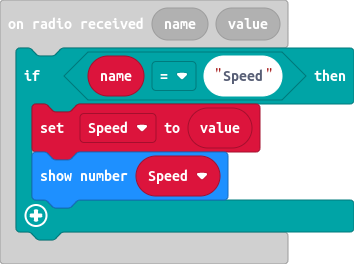 on radio received name value
if name = "Speed" then
set Speed to value
show number Speed